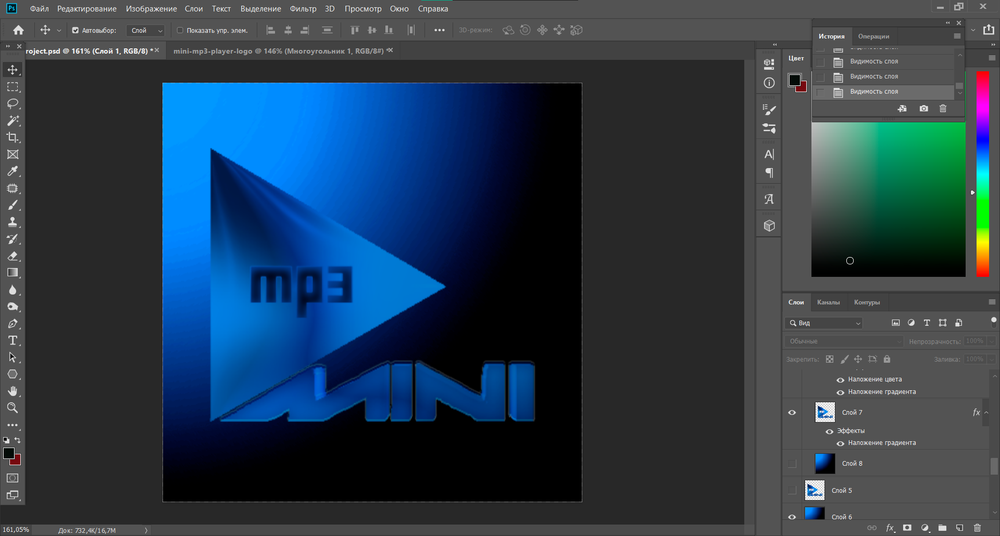 Файл Редактирование Изображение Слои Текст Выделение Фильтр 3D Просмотр Окно Справка
Автовыбор: Слой Показать упр. элем. 3D-режим:
roject.psd @ 161% (Слой 1, RGB/8) * mini-mp3-player-logo @ 146% (Многоугольник 1, RGB/8#) *
История Операции
Видимость слоя
Видимость слоя
Видимость слоя
Цвет
mp3
MINI
Слои Каналы Контуры
Вид
Обычные Непрозрачность: 100%
Закрепить: Заливка: 100%
Наложение цвета
Наложение градиента
Слой 7 fx
Эффекты
Наложение градиента
Слой 8
Слой 5
Слой 6
161,05% Док: 732,4K/16,7M